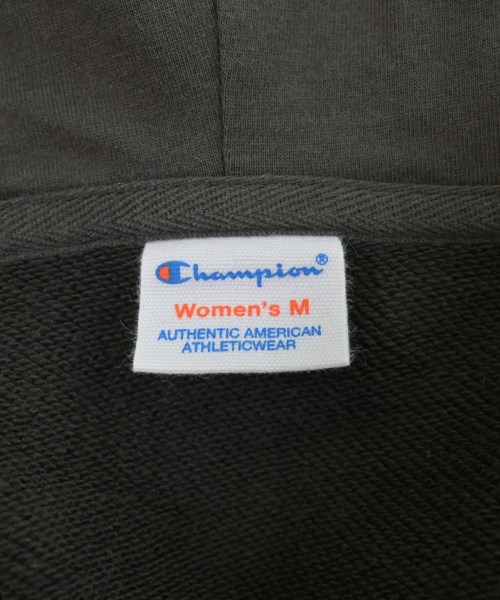 Champion®
Women's M
AUTHENTIC AMERICAN
ATHLETICWEAR